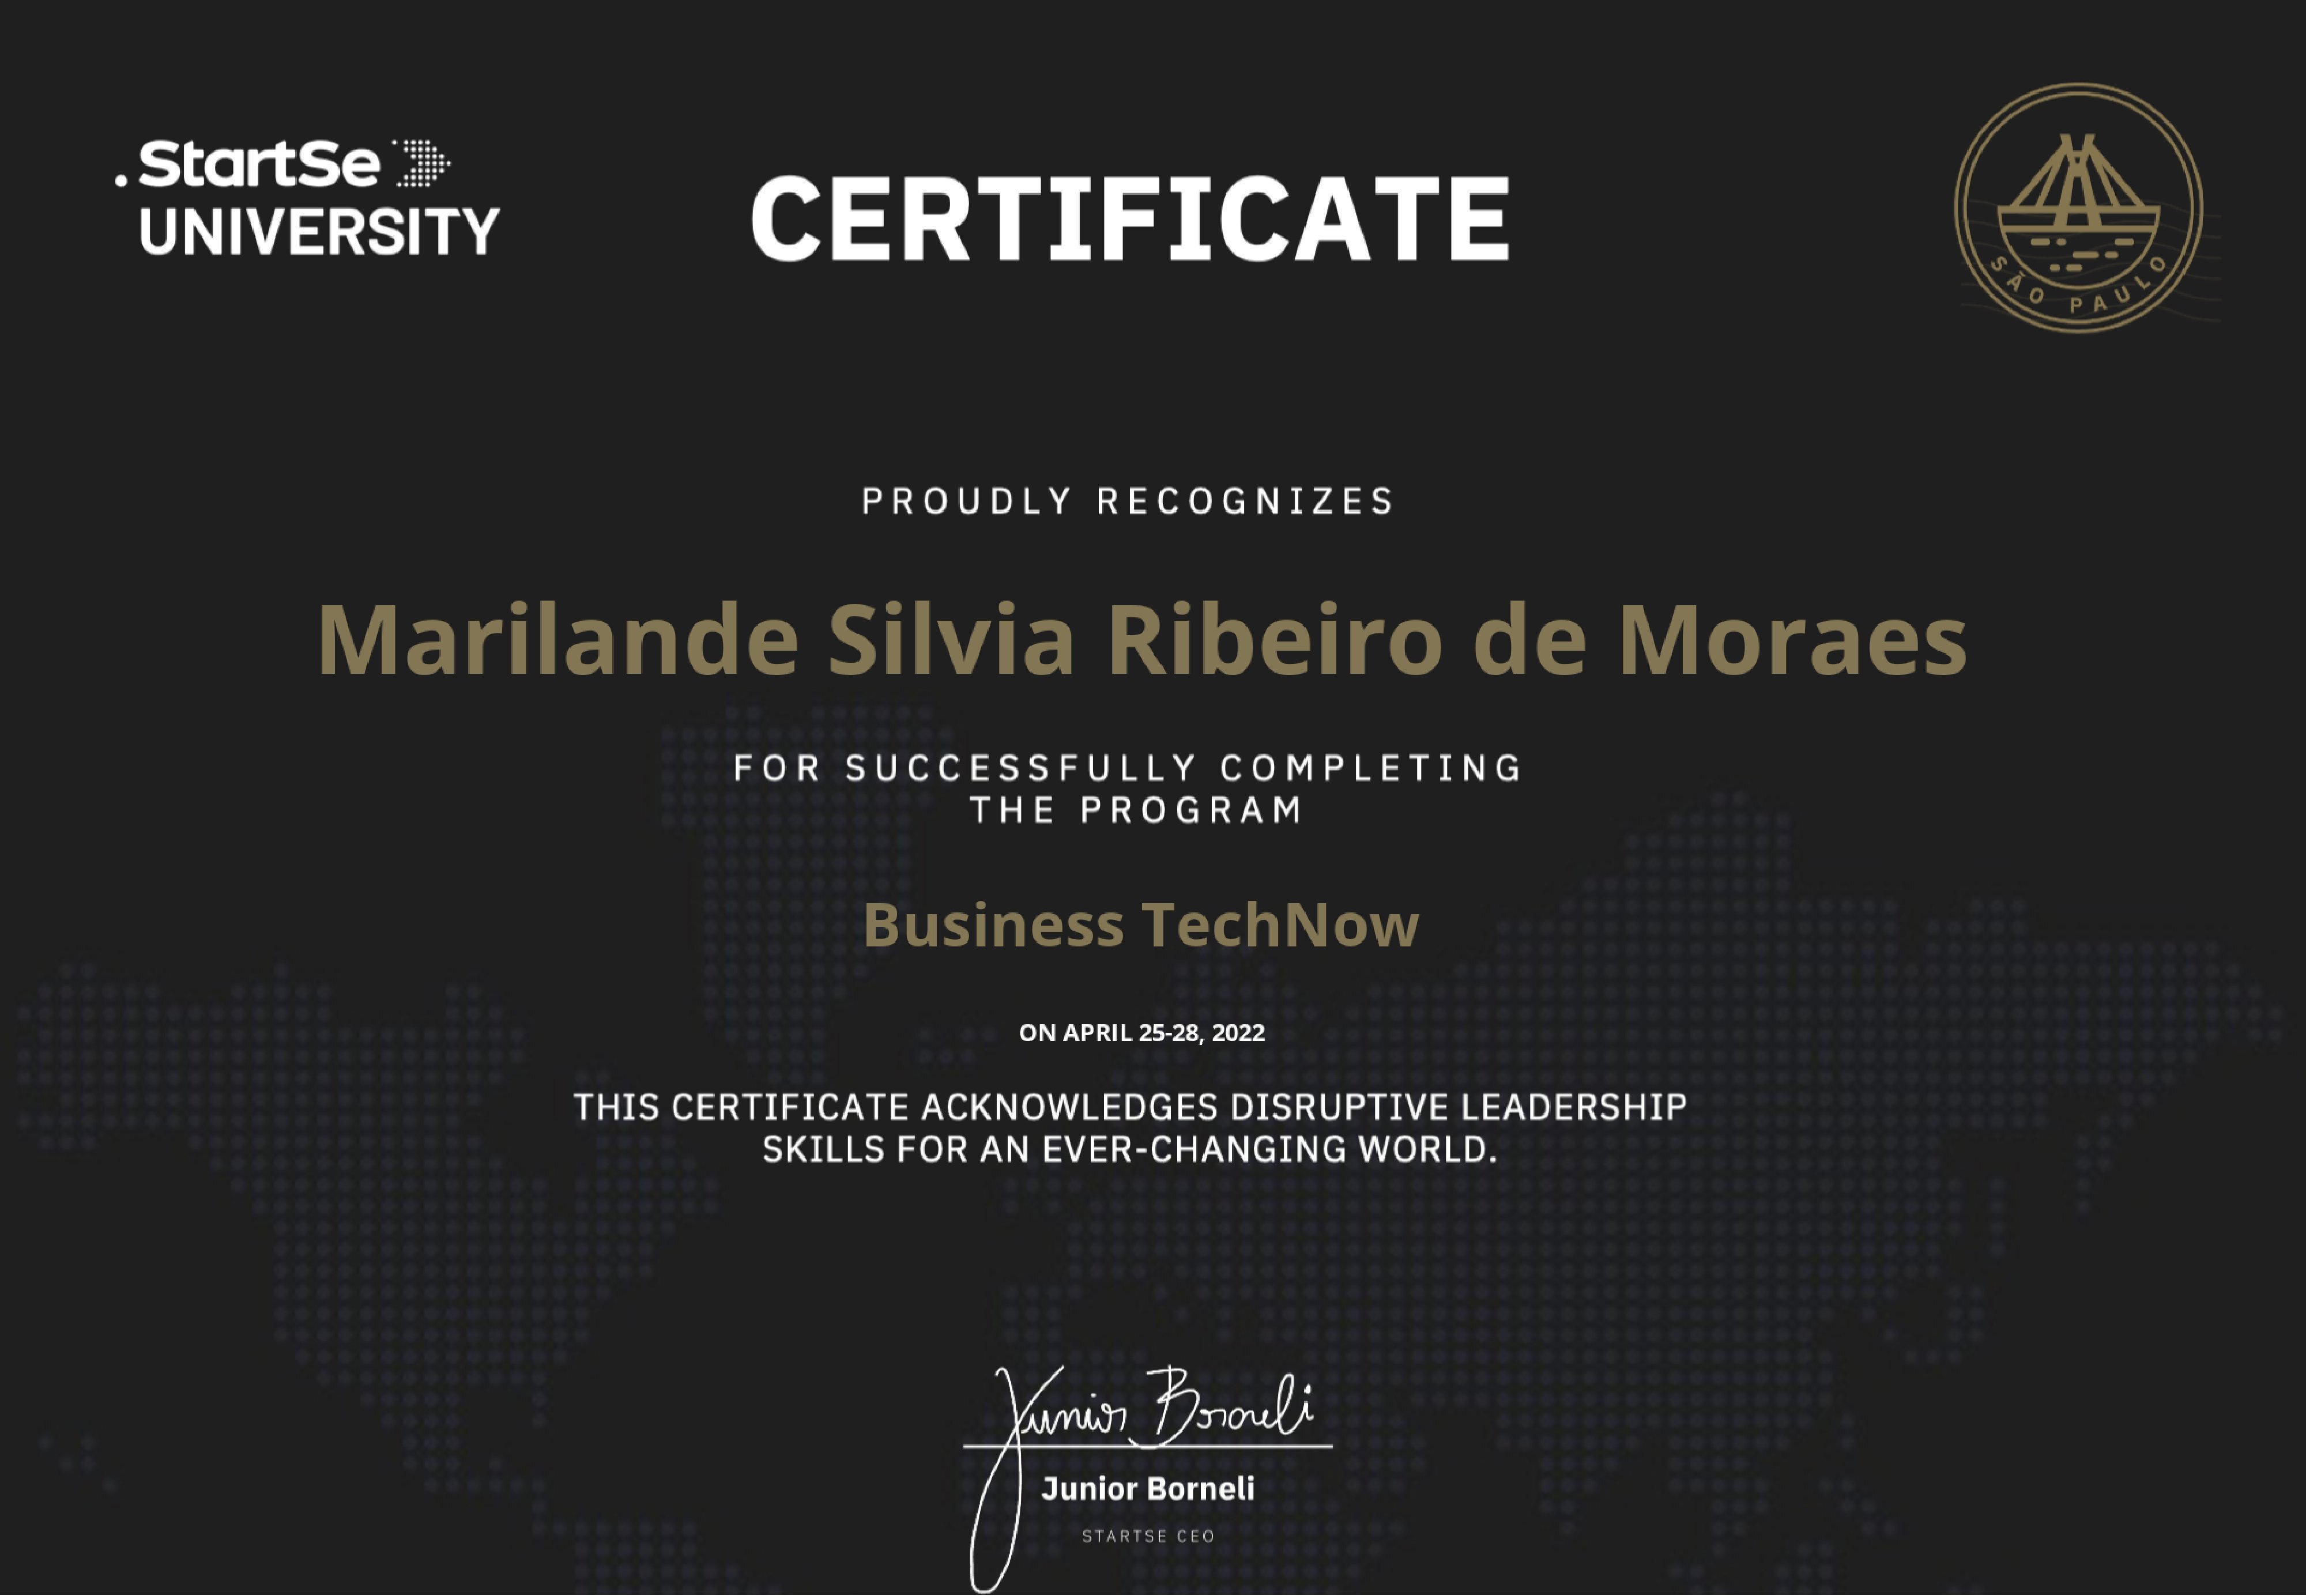 .StartSe
UNIVERSITY
CERTIFICATE
SÃO PAULO
PROUDLY RECOGNIZES
Marilande Silvia Ribeiro de Moraes
FOR SUCCESSFULLY COMPLETING
THE PROGRAM
Business TechNow
ON APRIL 25-28, 2022
THIS CERTIFICATE ACKNOWLEDGES DISRUPTIVE LEADERSHIP
SKILLS FOR AN EVER-CHANGING WORLD.
Junior Borneli
Junior Borneli
STARTSE CEO